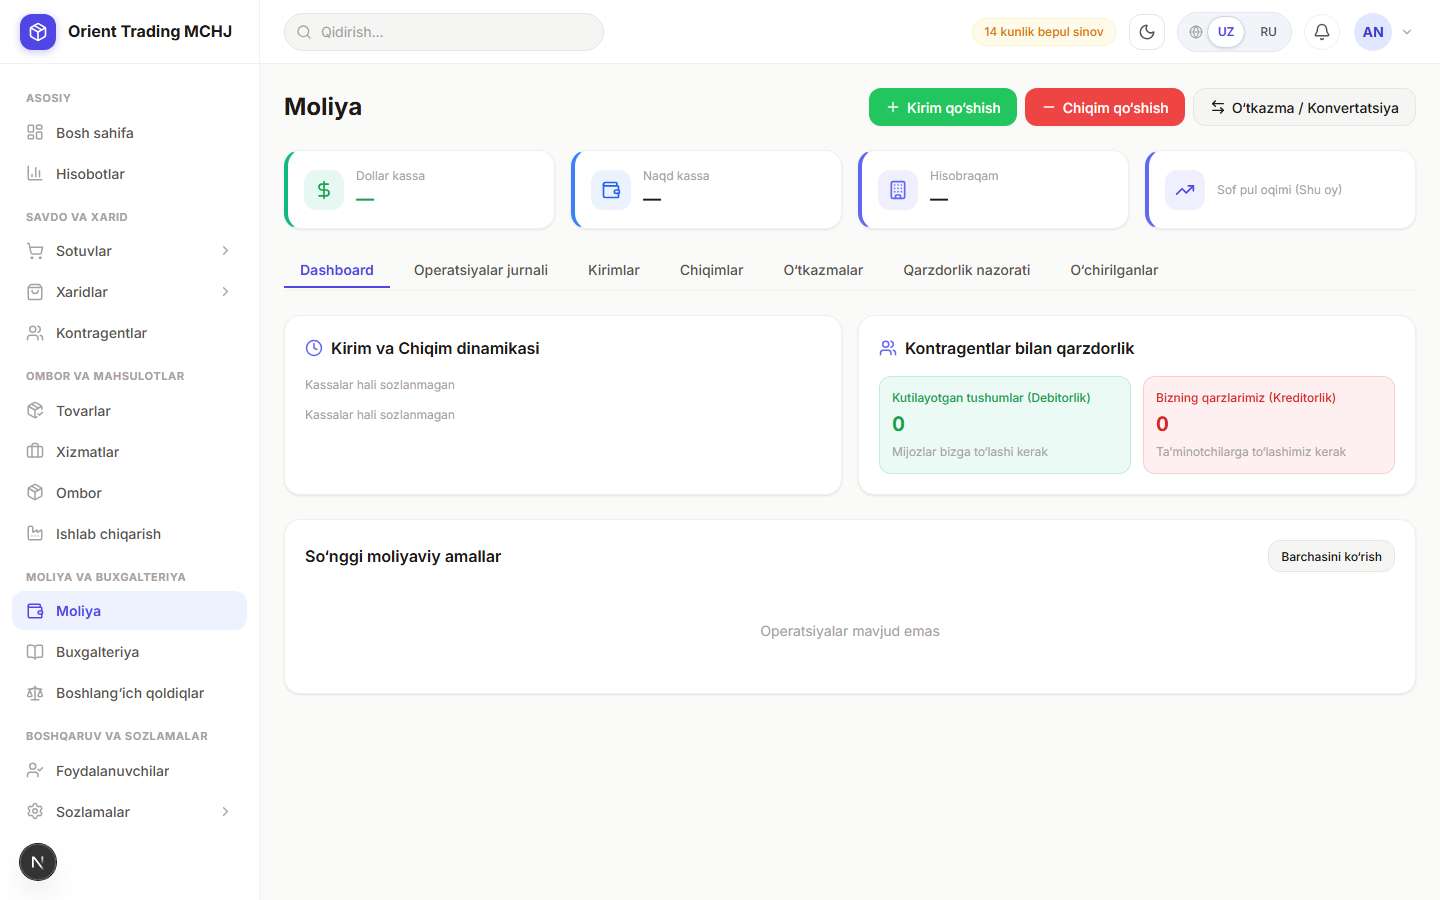 Orient Trading MCHJ
Qidirish...
14 kunlik bepul sinov
UZ
RU
AN
ASOSIY
Bosh sahifa
Hisobotlar
SAVDO VA XARID
Sotuvlar
Xaridlar
Kontragentlar
OMBOR VA MAHSULOTLAR
Tovarlar
Xizmatlar
Ombor
Ishlab chiqarish
MOLIYA VA BUXGALTERIYA
Moliya
Buxgalteriya
Boshlang‘ich qoldiqlar
BOSHQARUV VA SOZLAMALAR
Foydalanuvchilar
Sozlamalar
N
Moliya
+ Kirim qo‘shish
− Chiqim qo‘shish
O‘tkazma / Konvertatsiya
Dollar kassa
—
Naqd kassa
—
Hisobraqam
—
Sof pul oqimi (Shu oy)
Dashboard
Operatsiyalar jurnali
Kirimlar
Chiqimlar
O‘tkazmalar
Qarzdorlik nazorati
O‘chirilganlar
Kirim va Chiqim dinamikasi
Kassalar hali sozlanmagan
Kassalar hali sozlanmagan
Kontragentlar bilan qarzdorlik
Kutilayotgan tushumlar (Debitorlik)
0
Mijozlar bizga to‘lashi kerak
Bizning qarzlarimiz (Kreditorlik)
0
Ta’minotchilarga to‘lashimiz kerak
So‘nggi moliyaviy amallar
Barchasini ko‘rish
Operatsiyalar mavjud emas